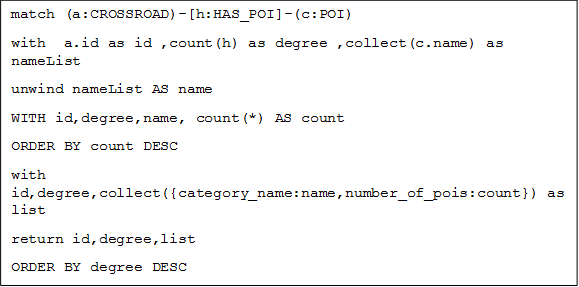 match (a:CROSSROAD)-[h:HAS_POI]-(c:POI)
with  a.id as id ,count(h) as degree ,collect(c.name) as
nameList
unwind nameList AS name
WITH id,degree,name, count(*) AS count
ORDER BY count DESC
with
id,degree,collect({category_name:name,number_of_pois:count}) as
list
return id,degree,list
ORDER BY degree DESC